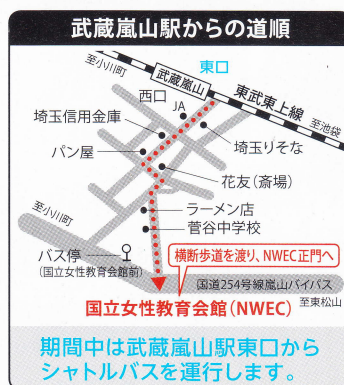 武蔵嵐山駅からの道順
至小川町
東口
武蔵嵐山
東武東上線
西口
JA
至池袋
埼玉信用金庫
埼玉りそな
パン屋
花友（斎場）
ラーメン店
至小川町
菅谷中学校
バス停
（国立女性教育会館前）
横断歩道を渡り、NWEC正門へ
国道254号線嵐山バイパス
至東松山
国立女性教育会館（NWEC）
期間中は武蔵嵐山駅東口から
シャトルバスを運行します。